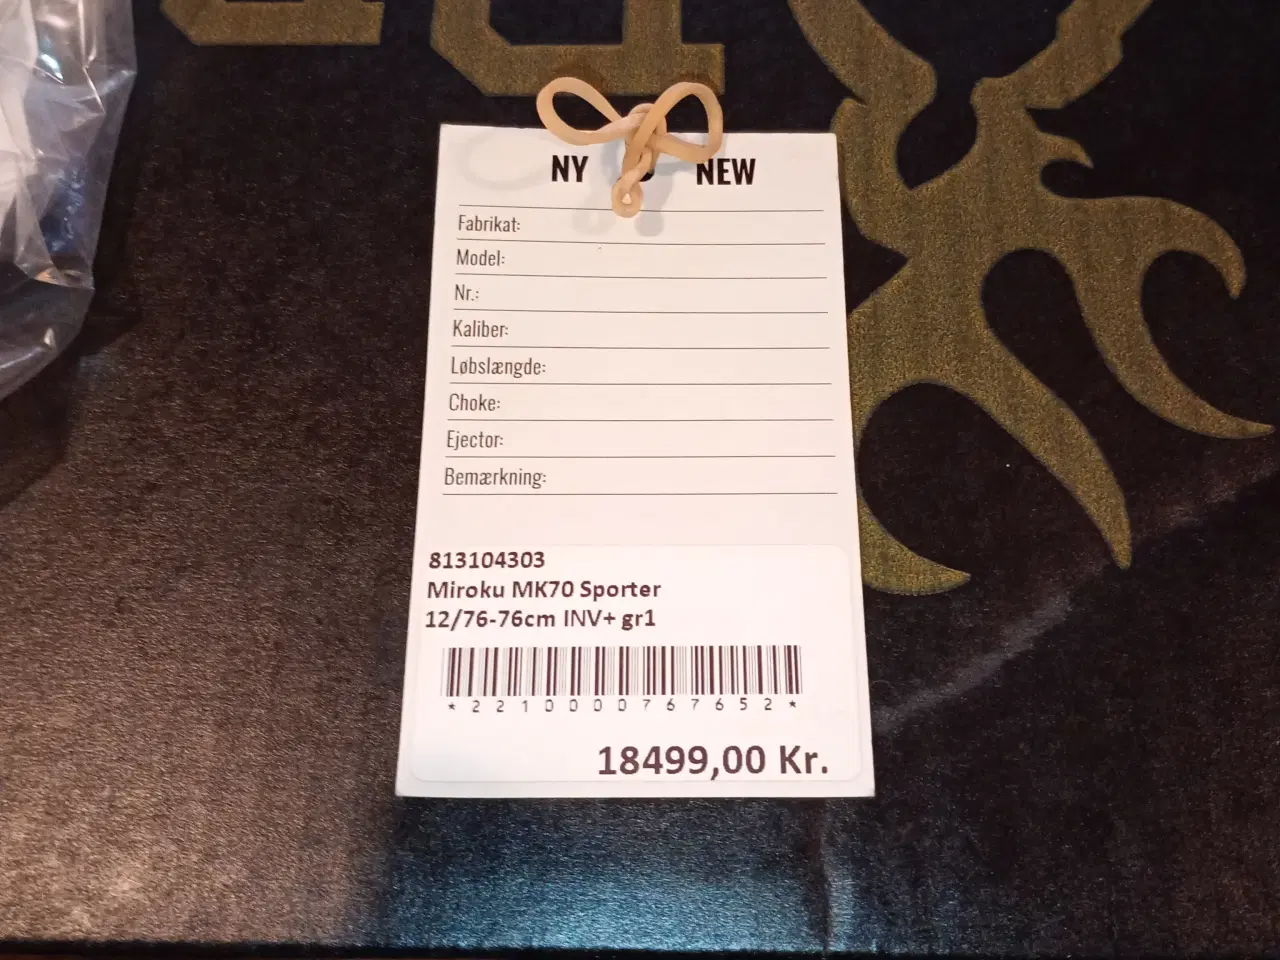 NY NEW
Fabrikat:
Model:
Nr.:
Kaliber:
Løbslængde:
Choke:
Ejector:
Bemærkning:
813104303
Miroku MK70 Sporter
12/76-76cm INV+ gr1
*2210000767652*
18499,00 Kr.